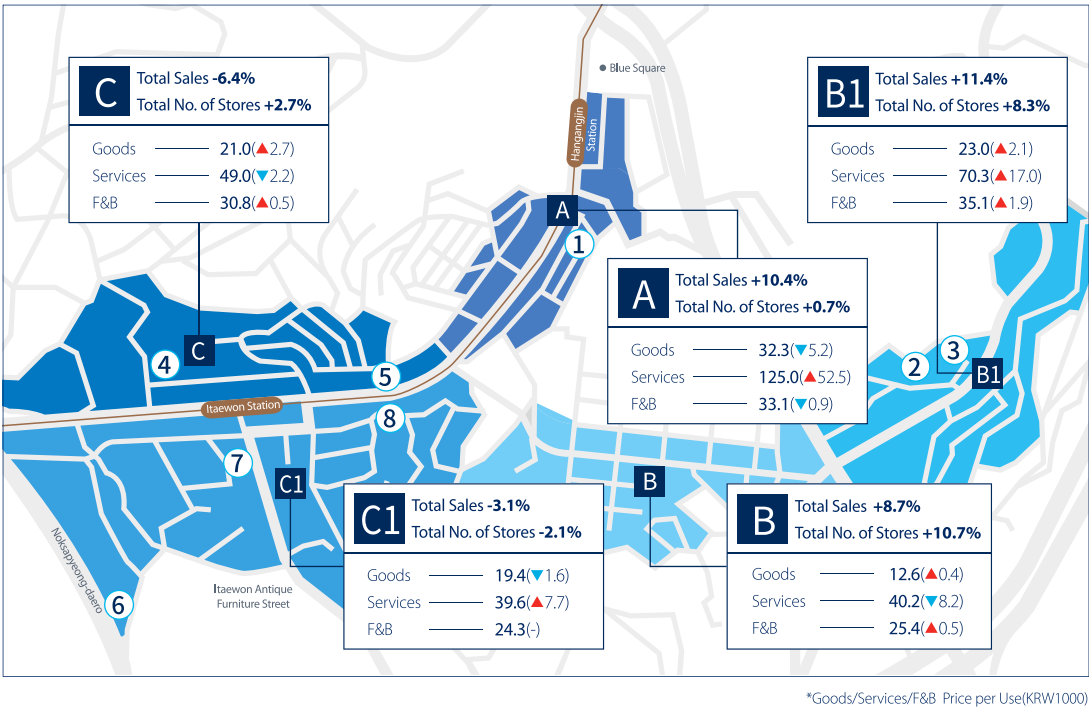 Blue Square
Hangangjin
Station
C
Total Sales -6.4%
Total No. of Stores +2.7%
Goods 21.0(▲2.7)
Services 49.0(▼2.2)
F&B 30.8(▲0.5)
B1
Total Sales +11.4%
Total No. of Stores +8.3%
Goods 23.0(▲2.1)
Services 70.3(▲17.0)
F&B 35.1(▲1.9)
A
1
A
Total Sales +10.4%
Total No. of Stores +0.7%
Goods 32.3(▼5.2)
Services 125.0(▲52.5)
F&B 33.1(▼0.9)
C
4
5
3
2
B1
Itaewon Station
8
7
C1
B
Noksapyeong-daero
6
Itaewon Antique
Furniture Street
C1
Total Sales -3.1%
Total No. of Stores -2.1%
Goods 19.4(▼1.6)
Services 39.6(▲7.7)
F&B 24.3(-)
B
Total Sales +8.7%
Total No. of Stores +10.7%
Goods 12.6(▲0.4)
Services 40.2(▼8.2)
F&B 25.4(▲0.5)
*Goods/Services/F&B Price per Use(KRW1000)